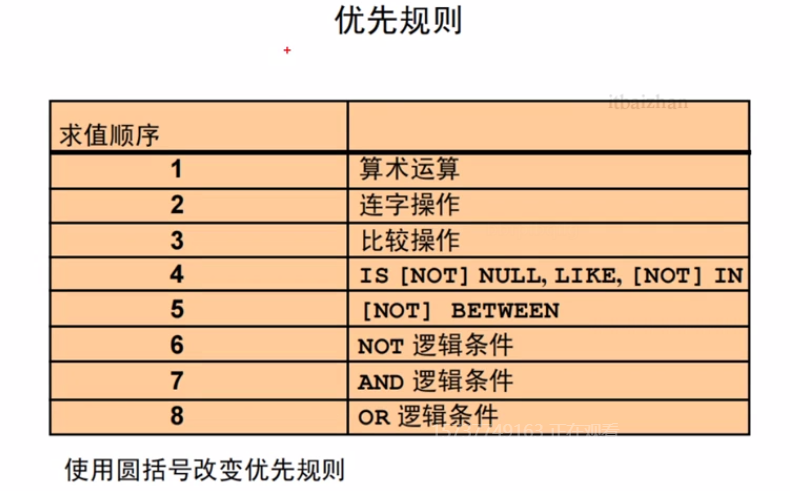 优先规则
itbaizhan
求值顺序
1 算术运算
2 连字操作
3 比较操作
4 IS [NOT] NULL, LIKE, [NOT] IN
5 [NOT] BETWEEN
6 NOT 逻辑条件
7 AND 逻辑条件
8 OR 逻辑条件
正在观看
使用圆括号改变优先规则